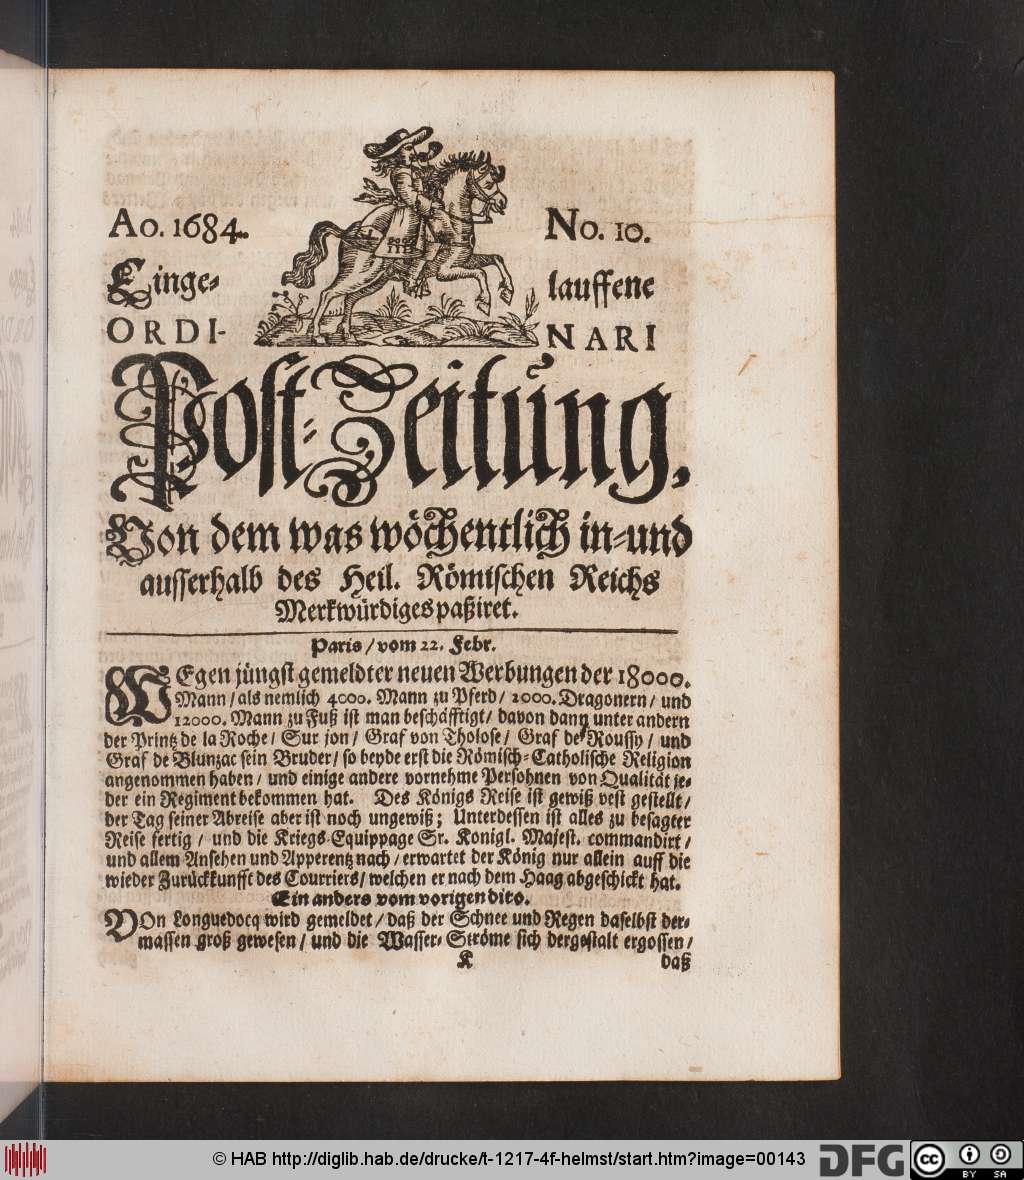 Ao. 1684.
No. 10.
Einge-
lauffene
ORDI-
NARI
Post-Zeitung,
Von dem was wöchentlich in-und
ausserhalb des Heil. Römischen Reichs
Merkwürdiges paßiret.
Paris / vom 22. Febr.
WEgen jüngst gemeldter neuen Werbungen der 18000.
Mann / als nemlich 4000. Mann zu Pferd / 2000. Dragonern / und
12000. Mann zu Fuß ist man beschäfftigt / davon dann unter andern
der Printz de la Roche / Sur jon / Graf von Tholose / Graf de Roussy / und
Graf de Blunzac sein Bruder / so beyde erst die Römisch-Catholische Religion
angenommen haben / und einige andere vornehme Persohnen von Qualität je-
der ein Regiment bekommen hat. Des Königs Reise ist gewiß vest gestellt /
der Tag seiner Abreise aber ist noch ungewiß; Unterdessen ist alles zu besagter
Reise fertig / und die Kriegs-Equippage Sr. Konigl. Majest. commandirt /
und allem Ansehen und Apperentz nach / erwartet der König nur allein auff die
wieder Zurückkunfft des Courriers / welchen er nach dem Haag abgeschickt hat.
Ein anders vom vorigen dito.
VOn Longuedocq wird gemeldet / daß der Schnee und Regen daselbst der-
massen groß gewesen / und die Wasser-Ströme sich dergestalt ergossen /
K
daß
© HAB http://diglib.hab.de/drucke/t-1217-4f-helmst/start.htm?image=00143
DFG
cc
BY SA